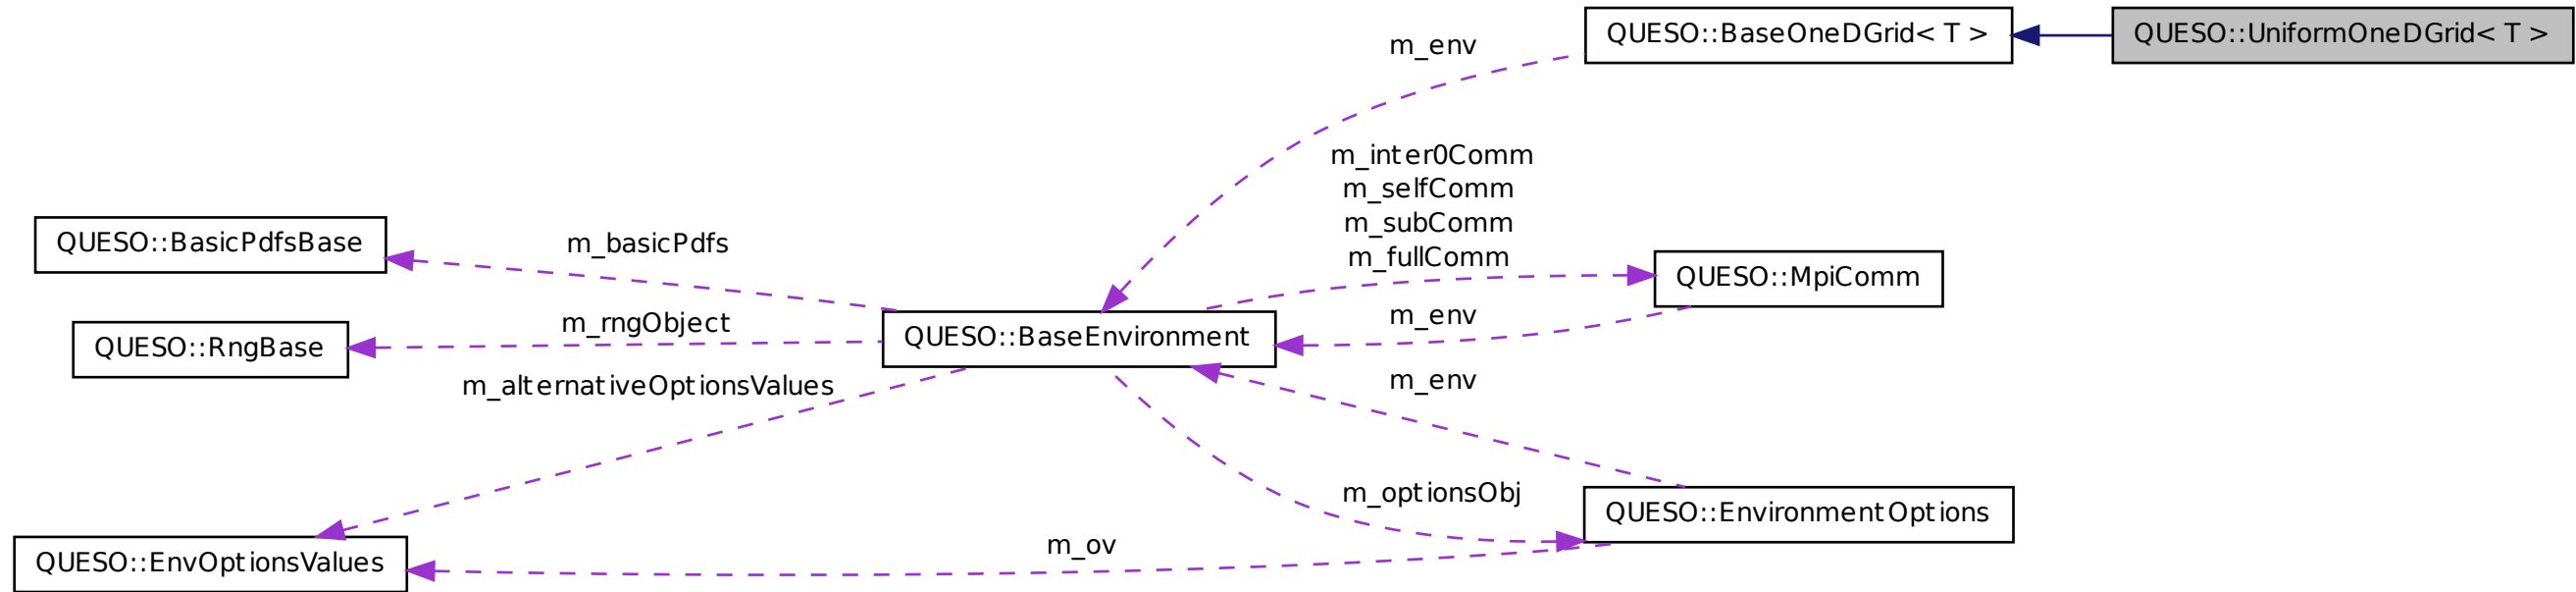 QUESO::BaseOneDGrid< T >
QUESO::UniformOneDGrid< T >
m_env
m_inter0Comm
m_selfComm
m_subComm
m_fullComm
QUESO::BasicPdfsBase
m_basicPdfs
QUESO::MpiComm
QUESO::RngBase
m_rngObject
QUESO::BaseEnvironment
m_env
m_alternativeOptionsValues
m_env
m_optionsObj
QUESO::EnvironmentOptions
QUESO::EnvOptionsValues
m_ov